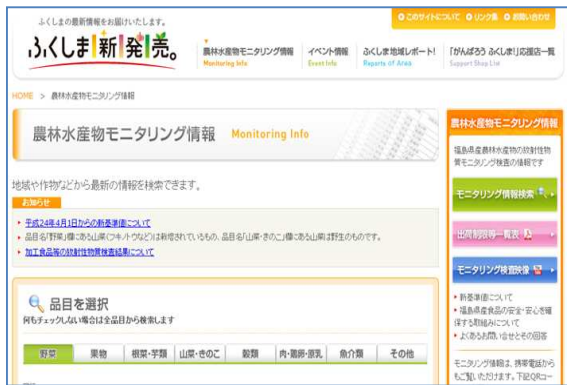 ふくしまの最新情報をお届けいたします。
このサイトについて リンク集 お問い合わせ
ふくしま新発売。
農林水産物モニタリング情報 イベント情報 ふくしま地域レポート! 「がんばろう ふくしま!」応援店一覧
Monitoring Info Event Info Reports of Area Support Shop List
HOME > 農林水産物モニタリング情報
農林水産物モニタリング情報 Monitoring Info
地域や作物などから最新の情報を検索できます。
お知らせ
平成24年4月1日からの新基準値について
品目名「野菜」欄にある山菜(フキノトウなど)は栽培されているもの、品目名「山菜・きのこ」欄にある山菜は野生のものです。
加工食品等の放射性物質検査結果について
品目を選択
何もチェックしない場合は全品目から検索します
野菜 果物 根菜・芋類 山菜・きのこ 穀類 肉・鶏卵・原乳 魚介類 その他
農林水産物モニタリング情報
福島県産農林水産物の放射性物
質モニタリング検査の情報です
モニタリング情報検索
出荷制限等一覧表
モニタリング検査映像
新基準値について
福島県産食品の安全・安心を確
保する取組みについて
よくあるお問い合せとその回答
モニタリング情報は、携帯電話から
もご覧いただけます。下記QRコー